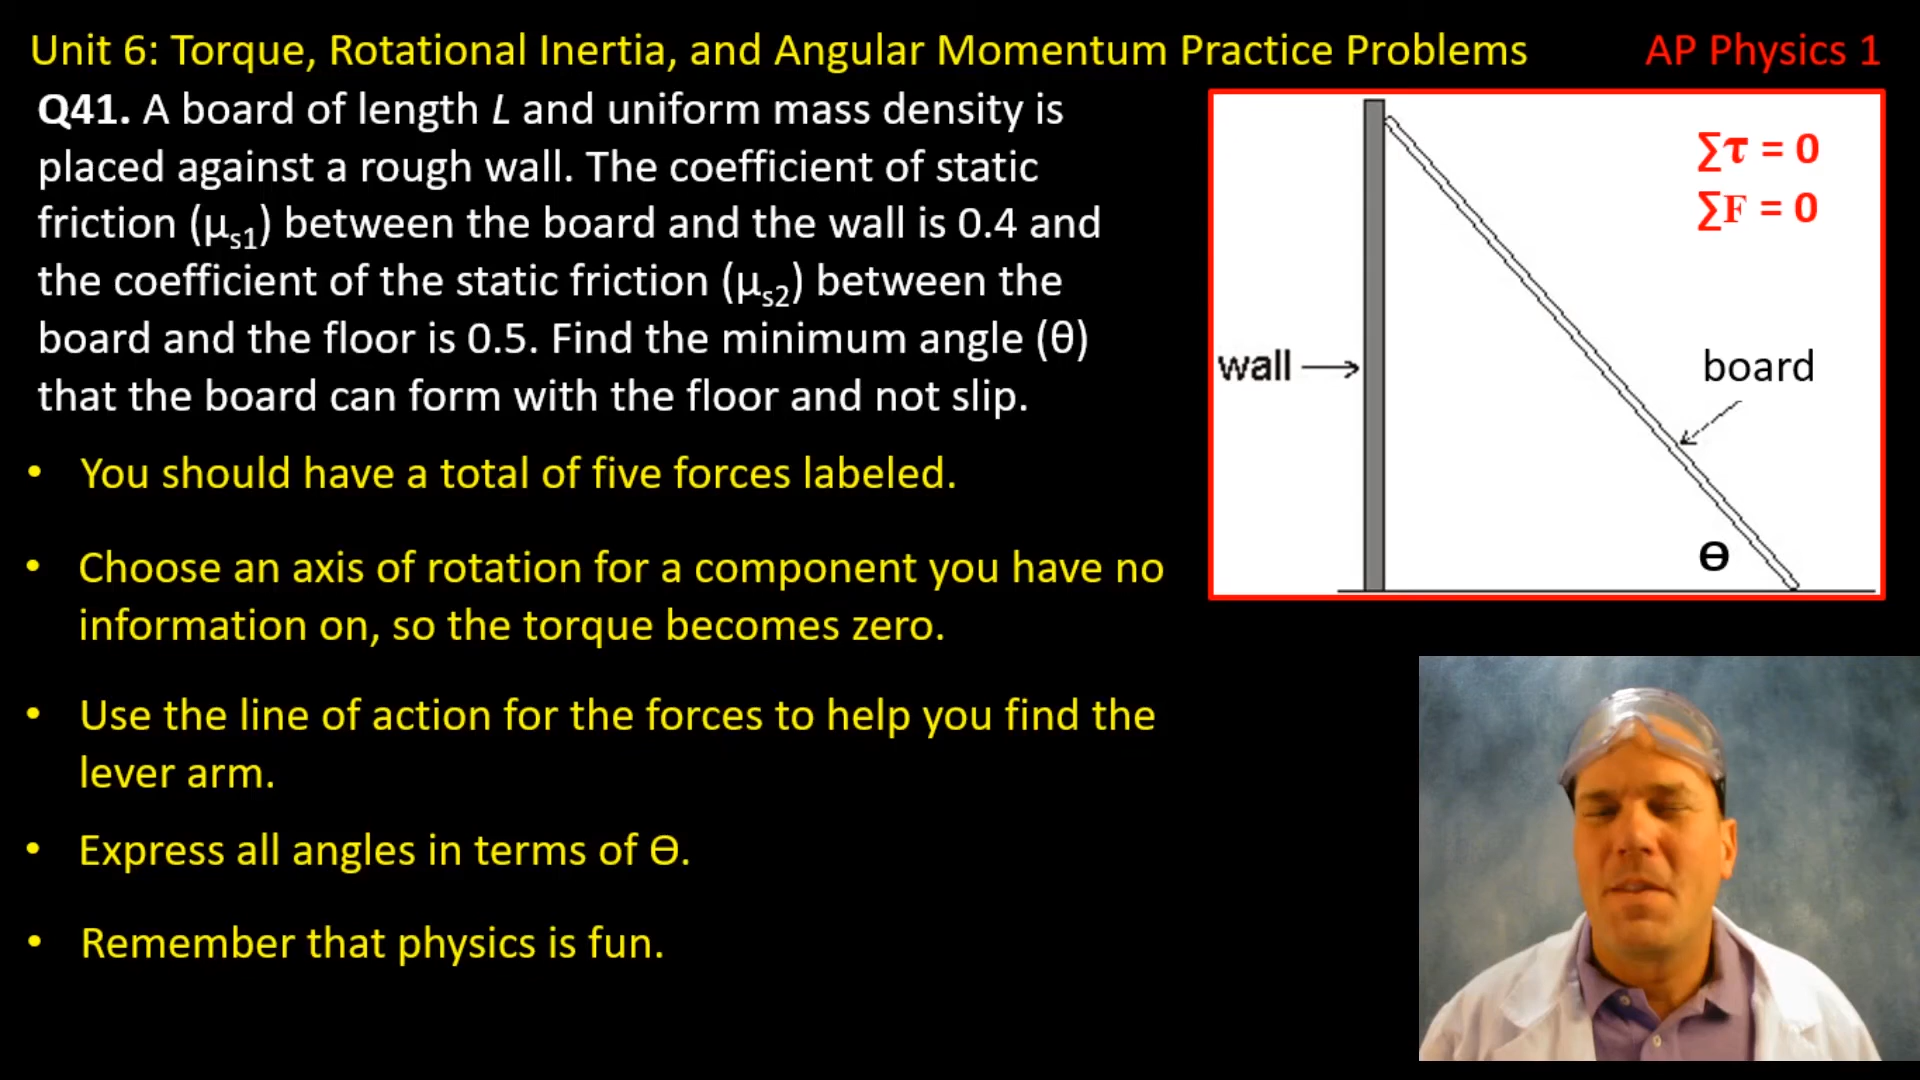 Unit 6: Torque, Rotational Inertia, and Angular Momentum Practice Problems AP Physics 1
Q41. A board of length L and uniform mass density is
placed against a rough wall. The coefficient of static
friction (μs1) between the board and the wall is 0.4 and
the coefficient of the static friction (μs2) between the
board and the floor is 0.5. Find the minimum angle (θ)
that the board can form with the floor and not slip.
• You should have a total of five forces labeled.
• Choose an axis of rotation for a component you have no
information on, so the torque becomes zero.
• Use the line of action for the forces to help you find the
lever arm.
• Express all angles in terms of ϴ.
• Remember that physics is fun.
∑τ = 0
∑F = 0
wall
board
ϴ